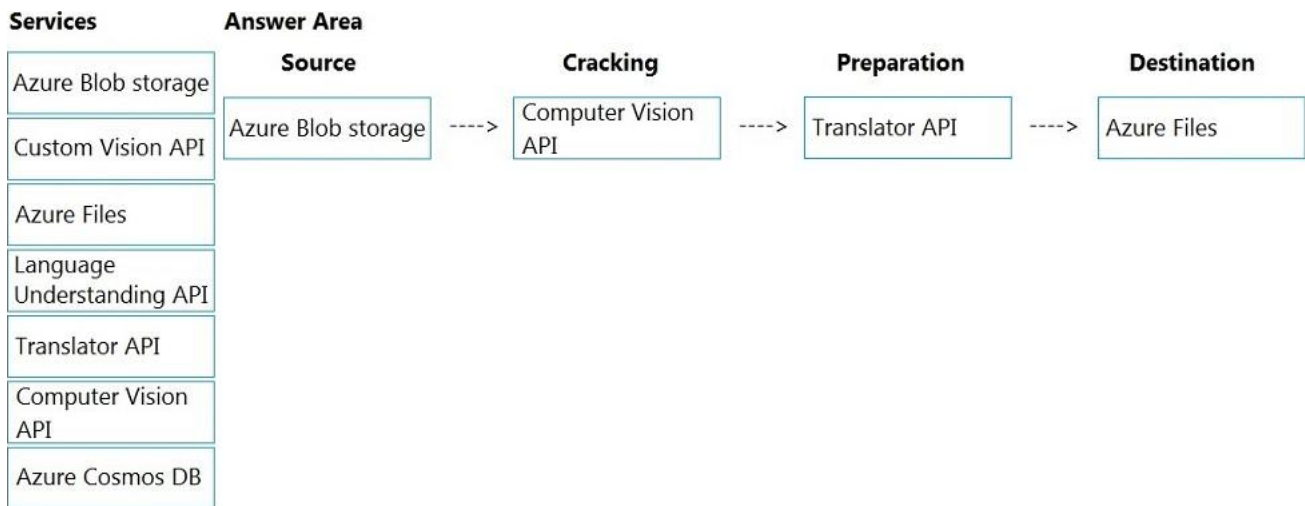 Services
Answer Area
Source
Cracking
Preparation
Destination
Azure Blob storage
Custom Vision API
Azure Files
Language
Understanding API
Translator API
Computer Vision
API
Azure Cosmos DB
Azure Blob storage
---->
Computer Vision
API
---->
Translator API
---->
Azure Files